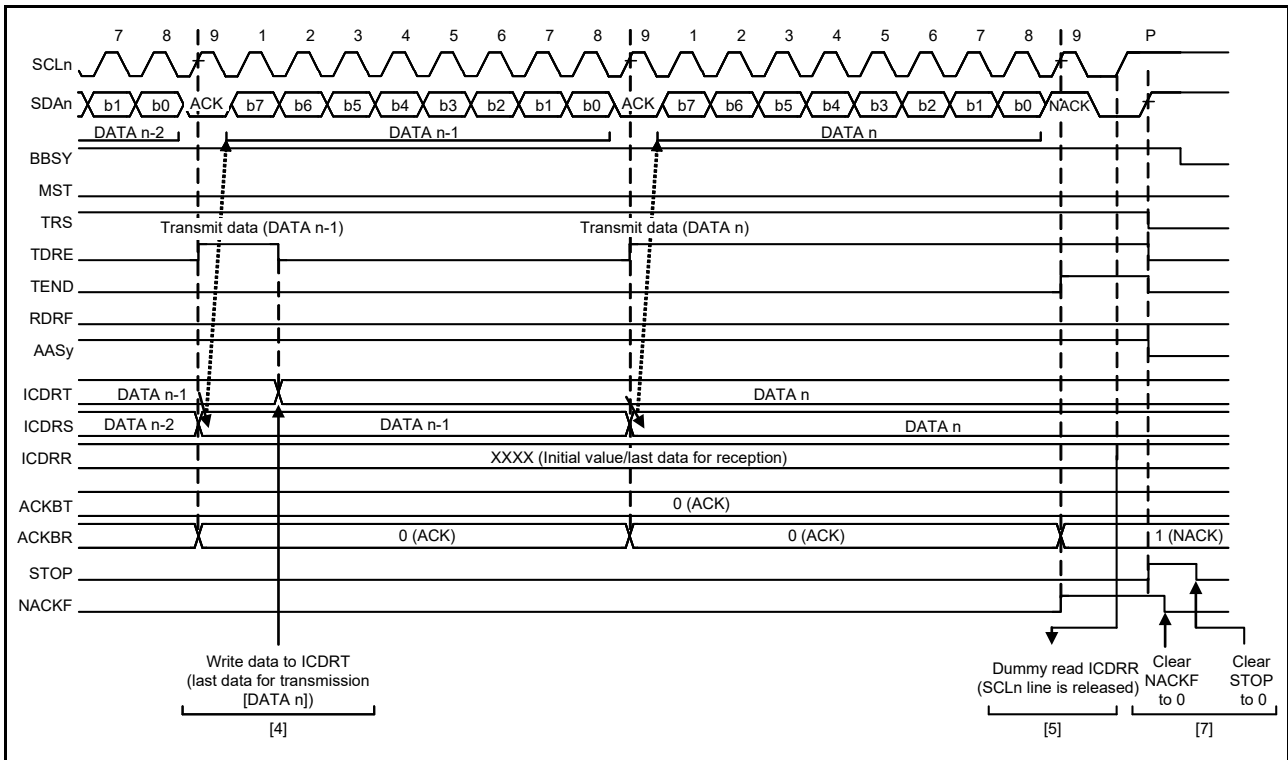 7 8 9 1 2 3 4 5 6 7 8 9 1 2 3 4 5 6 7 8 9 P
SCLn
SDAn b1 b0 ACK b7 b6 b5 b4 b3 b2 b1 b0 ACK b7 b6 b5 b4 b3 b2 b1 b0 NACK
DATA n-2 DATA n-1 DATA n
BBSY
MST
TRS
Transmit data (DATA n-1) Transmit data (DATA n)
TDRE
TEND
RDRF
AASy
ICDRT DATA n-1 DATA n
ICDRS DATA n-2 DATA n-1 DATA n
ICDRR XXXX (Initial value/last data for reception)
ACKBT 0 (ACK)
ACKBR 0 (ACK) 0 (ACK) 1 (NACK)
STOP
NACKF
Write data to ICDRT
(last data for transmission
[DATA n])
[4]
Dummy read ICDRR
(SCLn line is released)
[5]
Clear
NACKF
to 0
Clear
STOP
to 0
[7]